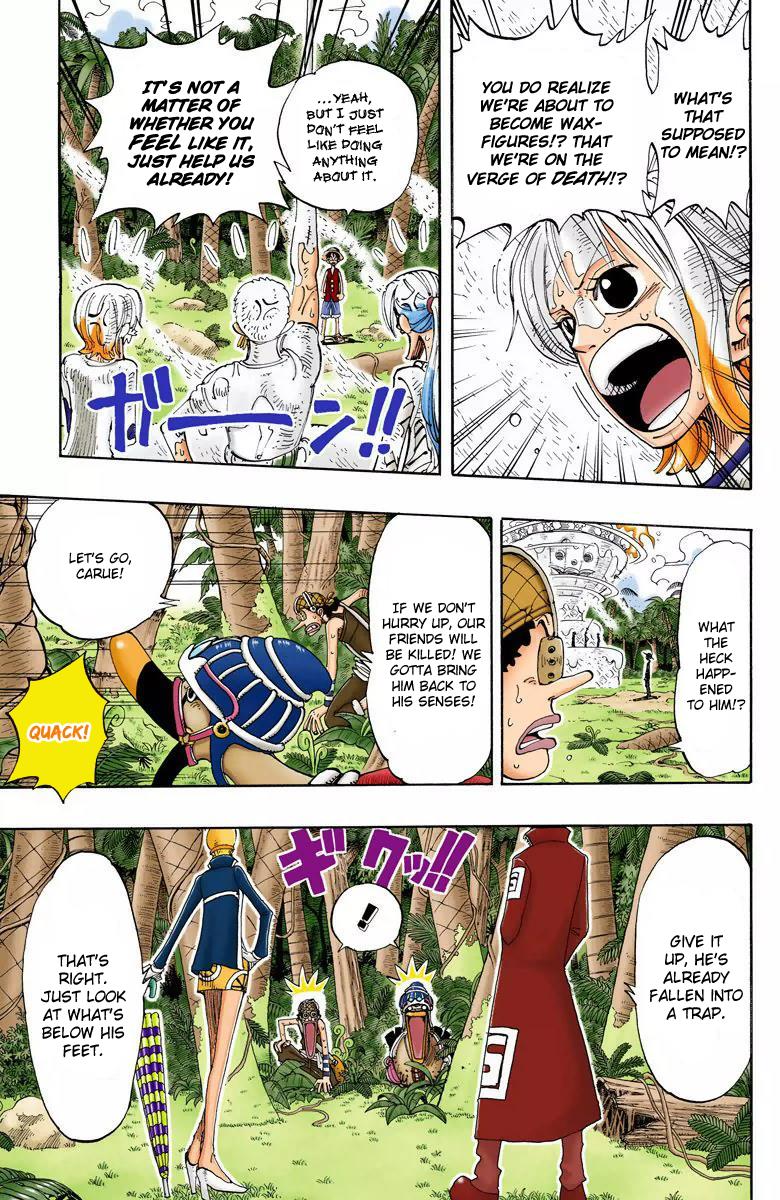 WHAT'S
THAT
SUPPOSED
TO MEAN!?
YOU DO REALIZE
WE'RE ABOUT TO
BECOME WAX-
FIGURES!? THAT
WE'RE ON THE
VERGE OF DEATH!?
...YEAH,
BUT I JUST
DON'T FEEL
LIKE DOING
ANYTHING
ABOUT IT.
IT'S NOT A
MATTER OF
WHETHER YOU
FEEL LIKE IT,
JUST HELP US
ALREADY!
ガーン!!
WHAT
THE
HECK
HAPP-
ENED
TO HIM!?
IF WE DON'T
HURRY UP, OUR
FRIENDS WILL
BE KILLED! WE
GOTTA BRING
HIM BACK TO
HIS SENSES!
LET'S GO,
CARUE!
QUACK!
GIVE IT
UP, HE'S
ALREADY
FALLEN INTO
A TRAP.
ギクッ!!
!
THAT'S
RIGHT.
JUST LOOK
AT WHAT'S
BELOW HIS
FEET.